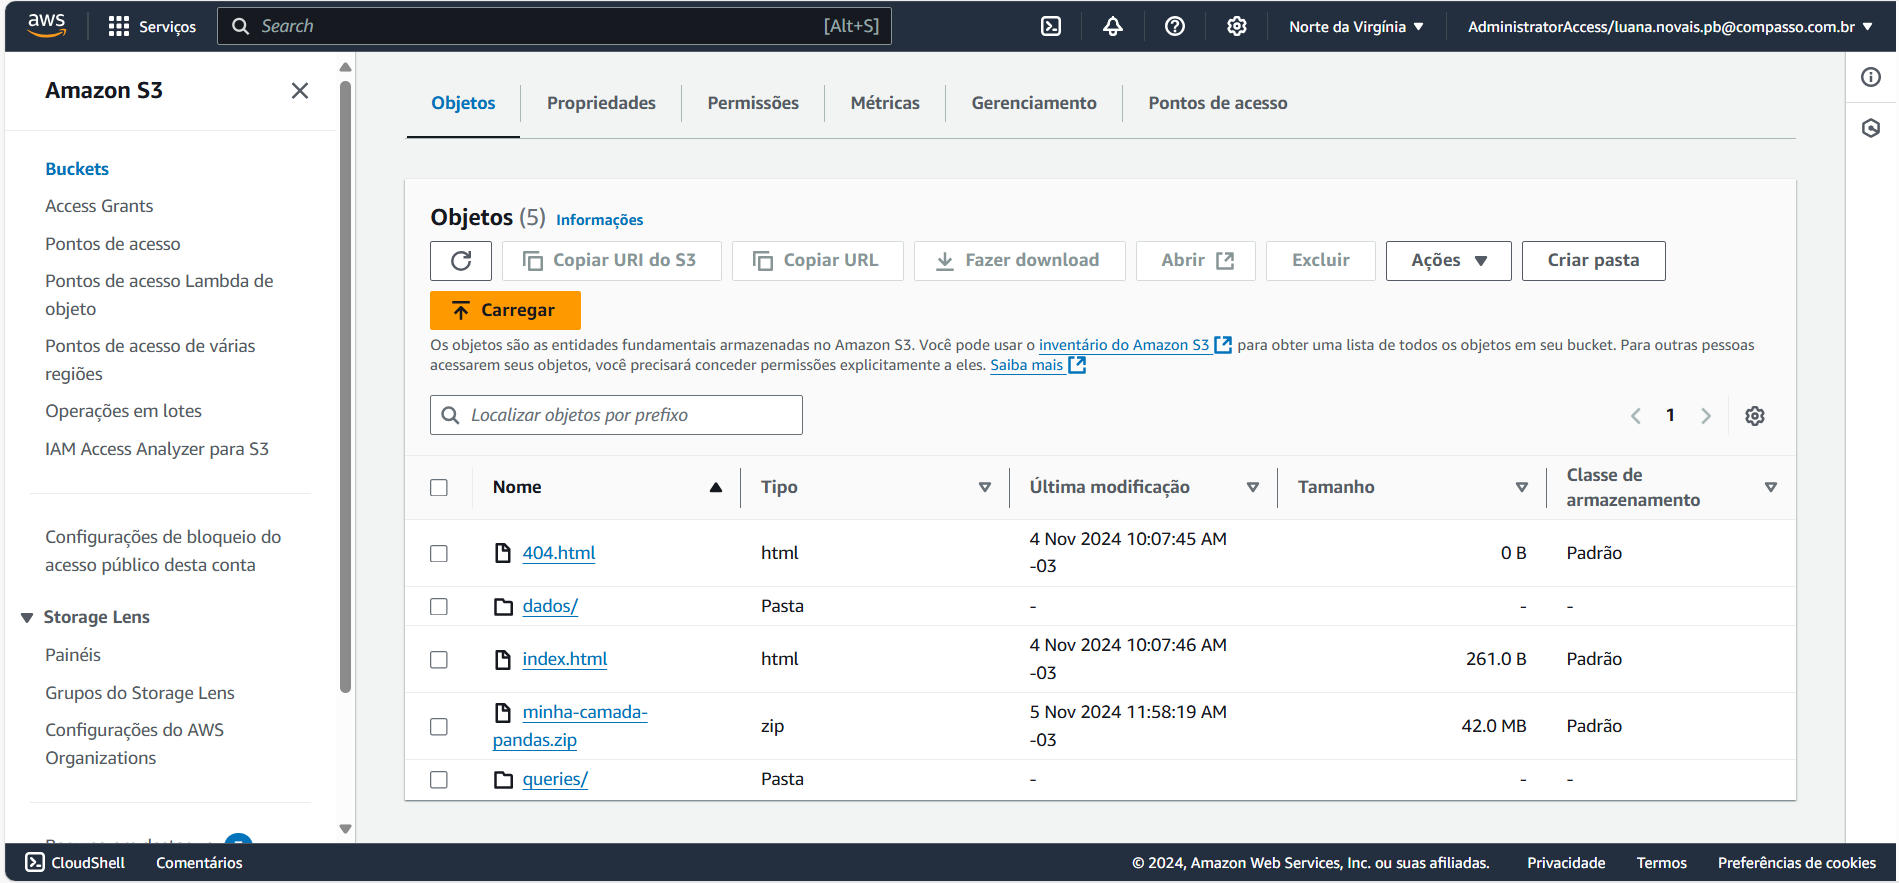 aws
Serviços
Search
[Alt+S]
Norte da Virgínia
AdministratorAccess/luana.novais.pb@compasso.com.br
Amazon S3
Buckets
Access Grants
Pontos de acesso
Pontos de acesso Lambda de
objeto
Pontos de acesso de várias
regiões
Operações em lotes
IAM Access Analyzer para S3
Configurações de bloqueio do
acesso público desta conta
Storage Lens
Painéis
Grupos do Storage Lens
Configurações do AWS
Organizations
Objetos
Propriedades
Permissões
Métricas
Gerenciamento
Pontos de acesso
Objetos (5) Informações
Copiar URI do S3
Copiar URL
Fazer download
Abrir
Excluir
Ações
Criar pasta
Carregar
Os objetos são as entidades fundamentais armazenadas no Amazon S3. Você pode usar o inventário do Amazon S3 para obter uma lista de todos os objetos em seu bucket. Para outras pessoas
acessarem seus objetos, você precisará conceder permissões explicitamente a eles. Saiba mais
Localizar objetos por prefixo
1
Nome
Tipo
Última modificação
Tamanho
Classe de
armazenamento
404.html
html
4 Nov 2024 10:07:45 AM
-03
0 B
Padrão
dados/
Pasta
-
-
-
index.html
html
4 Nov 2024 10:07:46 AM
-03
261.0 B
Padrão
minha-camada-
pandas.zip
zip
5 Nov 2024 11:58:19 AM
-03
42.0 MB
Padrão
queries/
Pasta
-
-
-
CloudShell
Comentários
© 2024, Amazon Web Services, Inc. ou suas afiliadas.
Privacidade
Termos
Preferências de cookies